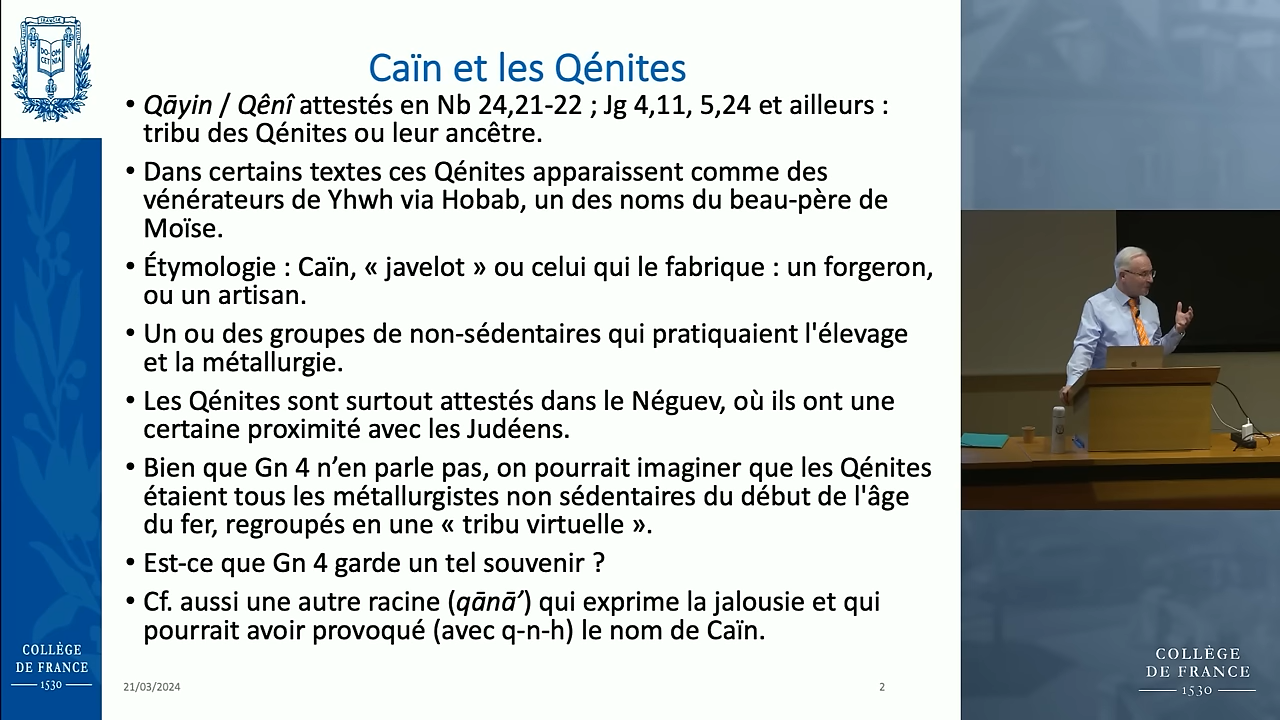 Caïn et les Qénites
• Qāyin / Qênî attestés en Nb 24,21-22 ; Jg 4,11, 5,24 et ailleurs :
tribu des Qénites ou leur ancêtre.
• Dans certains textes ces Qénites apparaissent comme des
vénérateurs de Yhwh via Hobab, un des noms du beau-père de
Moïse.
• Étymologie : Caïn, « javelot » ou celui qui le fabrique : un forgeron,
ou un artisan.
• Un ou des groupes de non-sédentaires qui pratiquaient l'élevage
et la métallurgie.
• Les Qénites sont surtout attestés dans le Néguev, où ils ont une
certaine proximité avec les Judéens.
• Bien que Gn 4 n’en parle pas, on pourrait imaginer que les Qénites
étaient tous les métallurgistes non sédentaires du début de l'âge
du fer, regroupés en une « tribu virtuelle ».
• Est-ce que Gn 4 garde un tel souvenir ?
• Cf. aussi une autre racine (qānā’) qui exprime la jalousie et qui
pourrait avoir provoqué (avec q-n-h) le nom de Caïn.
COLLÈGE
DE FRANCE
1530
21/03/2024
2
COLLÈGE
DE FRANCE
1530